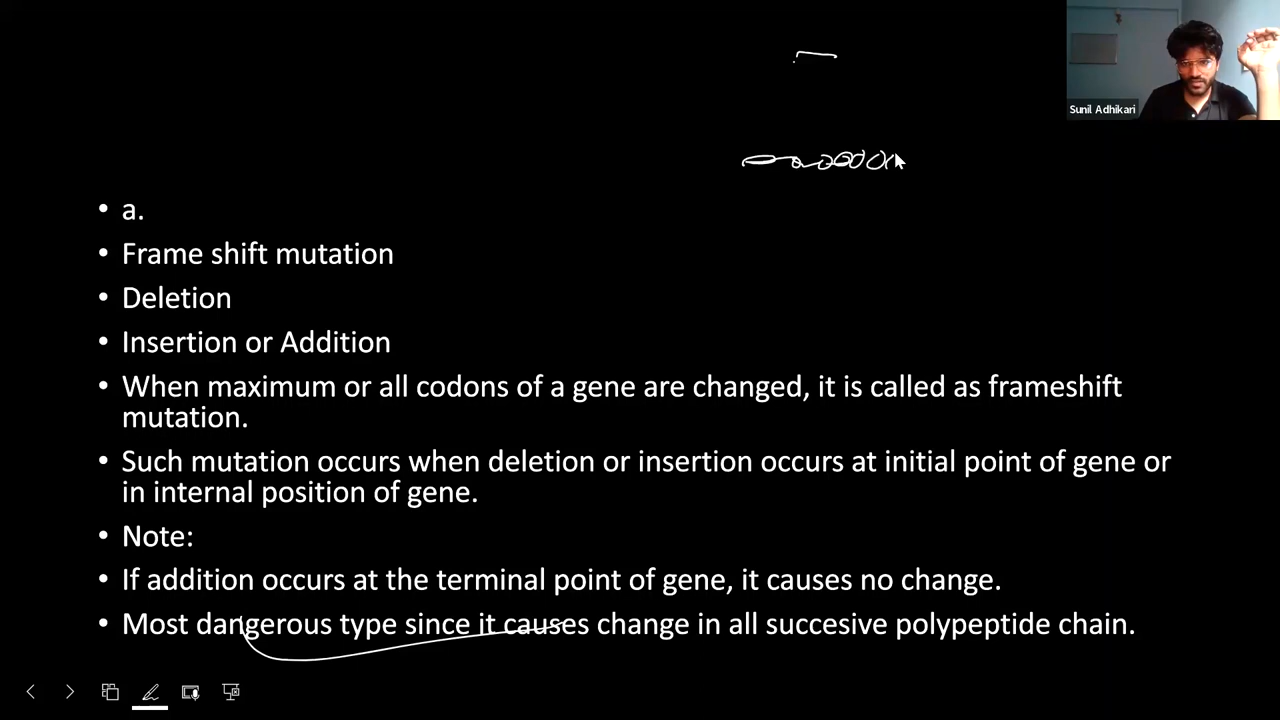 Sunil Adhikari
• a.
• Frame shift mutation
• Deletion
• Insertion or Addition
• When maximum or all codons of a gene are changed, it is called as frameshift
mutation.
• Such mutation occurs when deletion or insertion occurs at initial point of gene or
in internal position of gene.
• Note:
• If addition occurs at the terminal point of gene, it causes no change.
• Most dangerous type since it causes change in all succesive polypeptide chain.